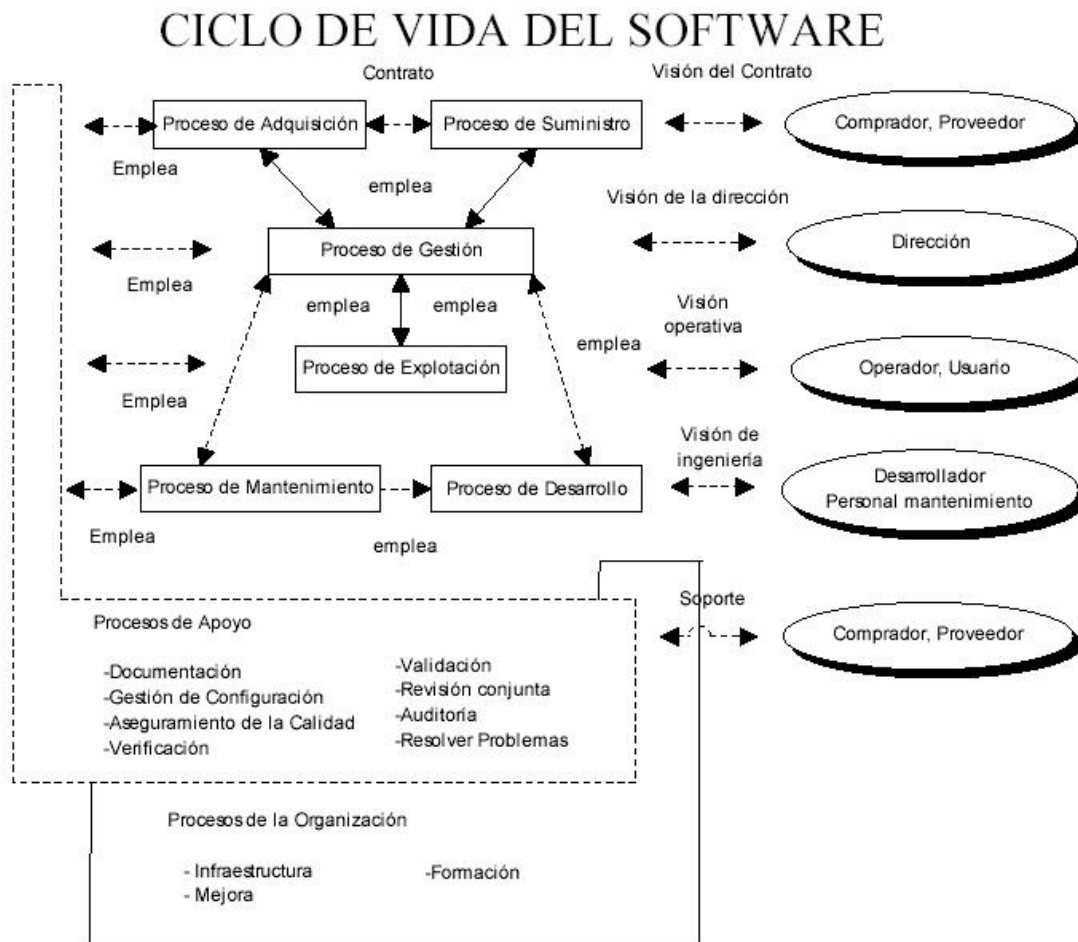 CICLO DE VIDA DEL SOFTWARE
Contrato
Visión del Contrato
Proceso de Adquisición
Proceso de Suministro
Comprador, Proveedor
Emplea
emplea
Visión de la dirección
Proceso de Gestión
Dirección
Emplea
emplea
emplea
Visión
operativa
emplea
Proceso de Explotación
Operador, Usuario
Emplea
Visión de
ingeniería
Proceso de Mantenimiento
Proceso de Desarrollo
Desarrollador
Personal mantenimiento
Emplea
emplea
Soporte
Comprador, Proveedor
Procesos de Apoyo
-Documentación
-Gestión de Configuración
-Aseguramiento de la Calidad
-Verificación
-Validación
-Revisión conjunta
-Auditoría
-Resolver Problemas
Procesos de la Organización
- Infraestructura
- Mejora
-Formación